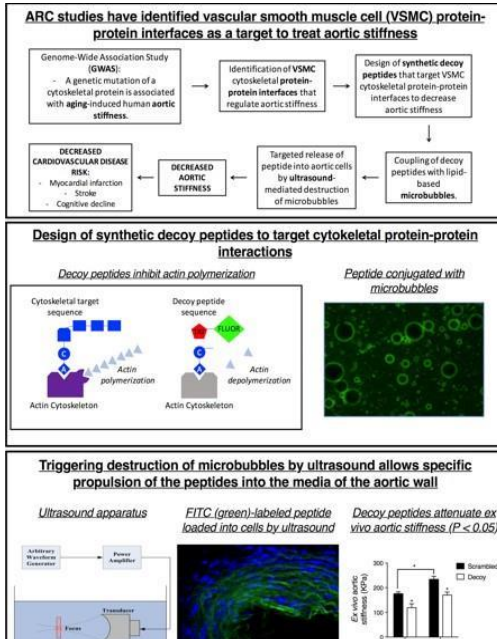 ARC studies have identified vascular smooth muscle cell (VSMC) protein-
protein interfaces as a target to treat aortic stiffness
Genome-Wide Association Study
(GWAS):
- A genetic mutation of a
cytoskeletal protein is associated
with aging-induced human aortic
stiffness.
Identification of VSMC
cytoskeletal protein-
protein interfaces that
regulate aortic stiffness
Design of synthetic decoy
peptides that target VSMC
cytoskeletal protein-protein
interfaces to decrease
aortic stiffness
DECREASED
CARDIOVASCULAR DISEASE
RISK:
- Myocardial infarction
- Stroke
- Cognitive decline
DECREASED
AORTIC
STIFFNESS
Targeted release of
peptide into aortic cells
by ultrasound-
mediated destruction
of microbubbles
Coupling of decoy
peptides with lipid-
based
microbubbles.
Design of synthetic decoy peptides to target cytokeletal protein-protein
interactions
Decoy peptides inhibit actin polymerization
Cytoskeletal target
sequence
C
A
Actin
polymerization
Actin Cytoskeleton
Decoy peptide
sequence
FLUOR
C
A
Actin
depolymerization
Actin Cytoskeleton
Peptide conjugated with
microbubbles
Triggering destruction of microbubbles by ultrasound allows specific
propulsion of the peptides into the media of the aortic wall
Ultrasound apparatus
Arbitrary
Waveform
Generator
Power
Amplifier
Transducer
Focus
FITC (green)-labeled peptide
loaded into cells by ultrasound
Decoy peptides attenuate ex
vivo aortic stiffness (P < 0.05)
Ex vivo aortic
stiffness (KPa)
300
200
100
0
*
*
*
Scrambled
Decoy